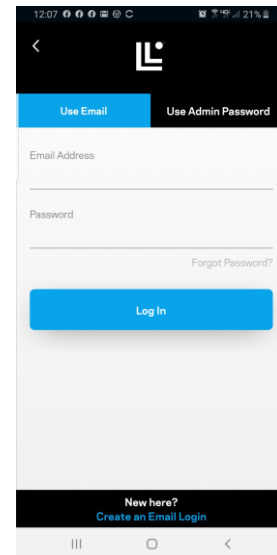 12:07 21%
Use Email Use Admin Password
Email Address
Password
Forgot Password?
Log In
New here?
Create an Email Login